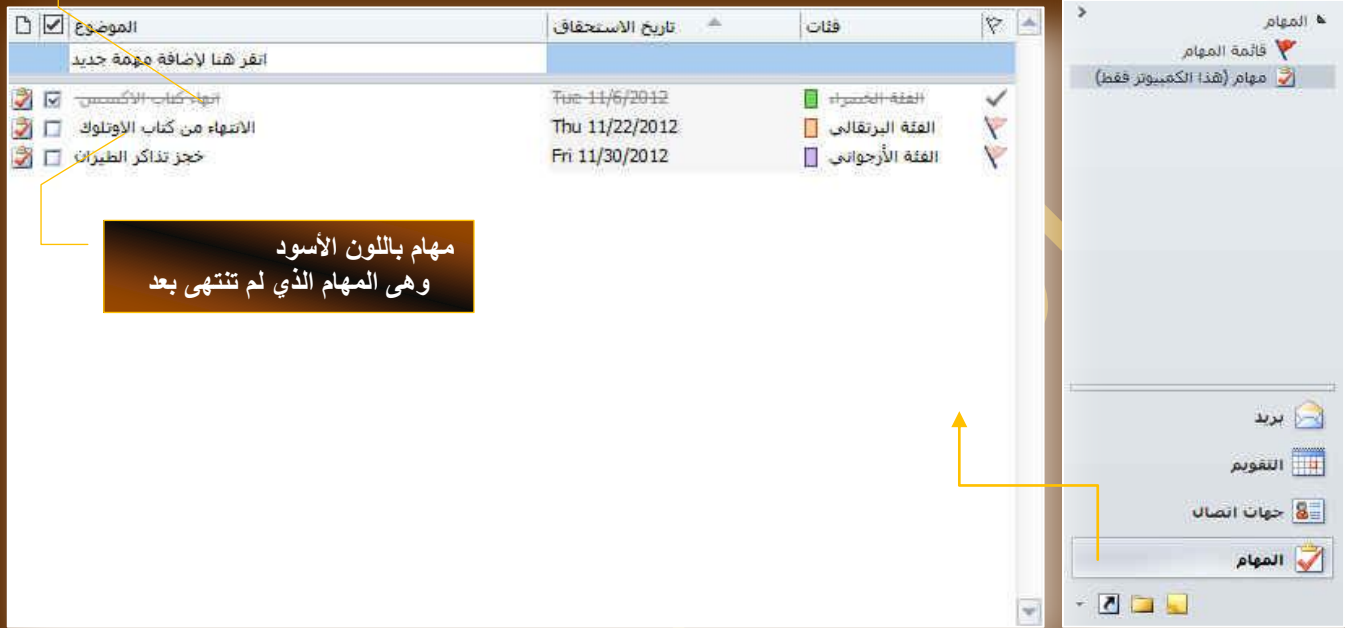 الموضوع تاريخ الاستحقاق فئات
انقر هنا لإضافة مهمة جديد
انهاء كتاب الاكسس Tue 11/6/2012 الفئة الخضراء
الانتهاء من كتاب الاوتلوك Thu 11/22/2012 الفئة البرتقالي
حجز تذاكر الطيران Fri 11/30/2012 الفئة الأرجواني
مهام باللون الأسود
وهى المهام الذي لم تنتهى بعد
المهام
قائمة المهام
مهام (هذا الكمبيوتر فقط)
بريد
التقويم
جهات اتصال
المهام